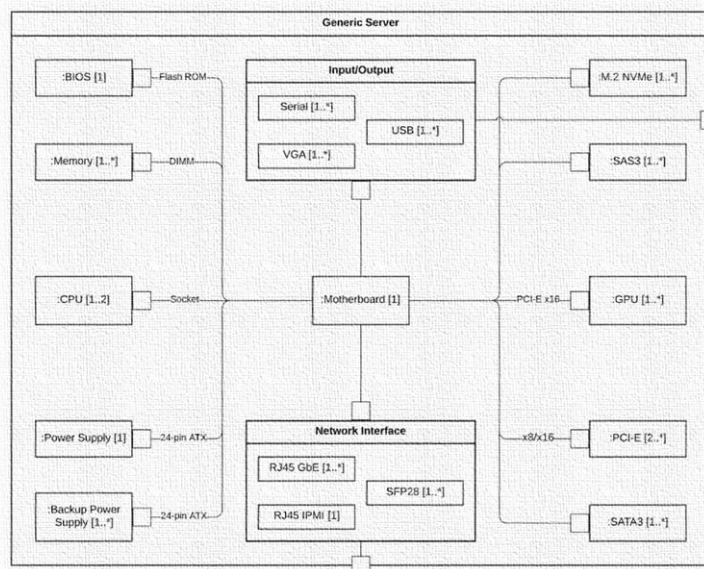 Generic Server
:BIOS [1]
Flash ROM
Input/Output
Serial [1..*]
USB [1..*]
VGA [1..*]
:M.2 NVMe [1..*]
:Memory [1..*]
DIMM
:SAS3 [1..*]
:CPU [1..2]
Socket
:Motherboard [1]
PCI-E x16
:GPU [1..*]
:Power Supply [1]
24-pin ATX
Network Interface
RJ45 GbE [1..*]
SFP28 [1..*]
RJ45 IPMI [1]
x8/x16
:PCI-E [2..*]
:Backup Power
Supply [1..*]
24-pin ATX
:SATA3 [1..*]